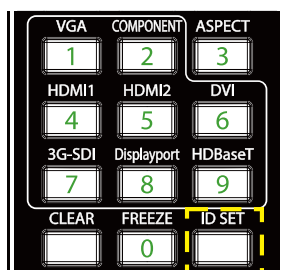 VGA COMPONENT ASPECT
1 2 3
HDMI1 HDMI2 DVI
4 5 6
3G-SDI Displayport HDBaseT
7 8 9
CLEAR FREEZE ID SET
0